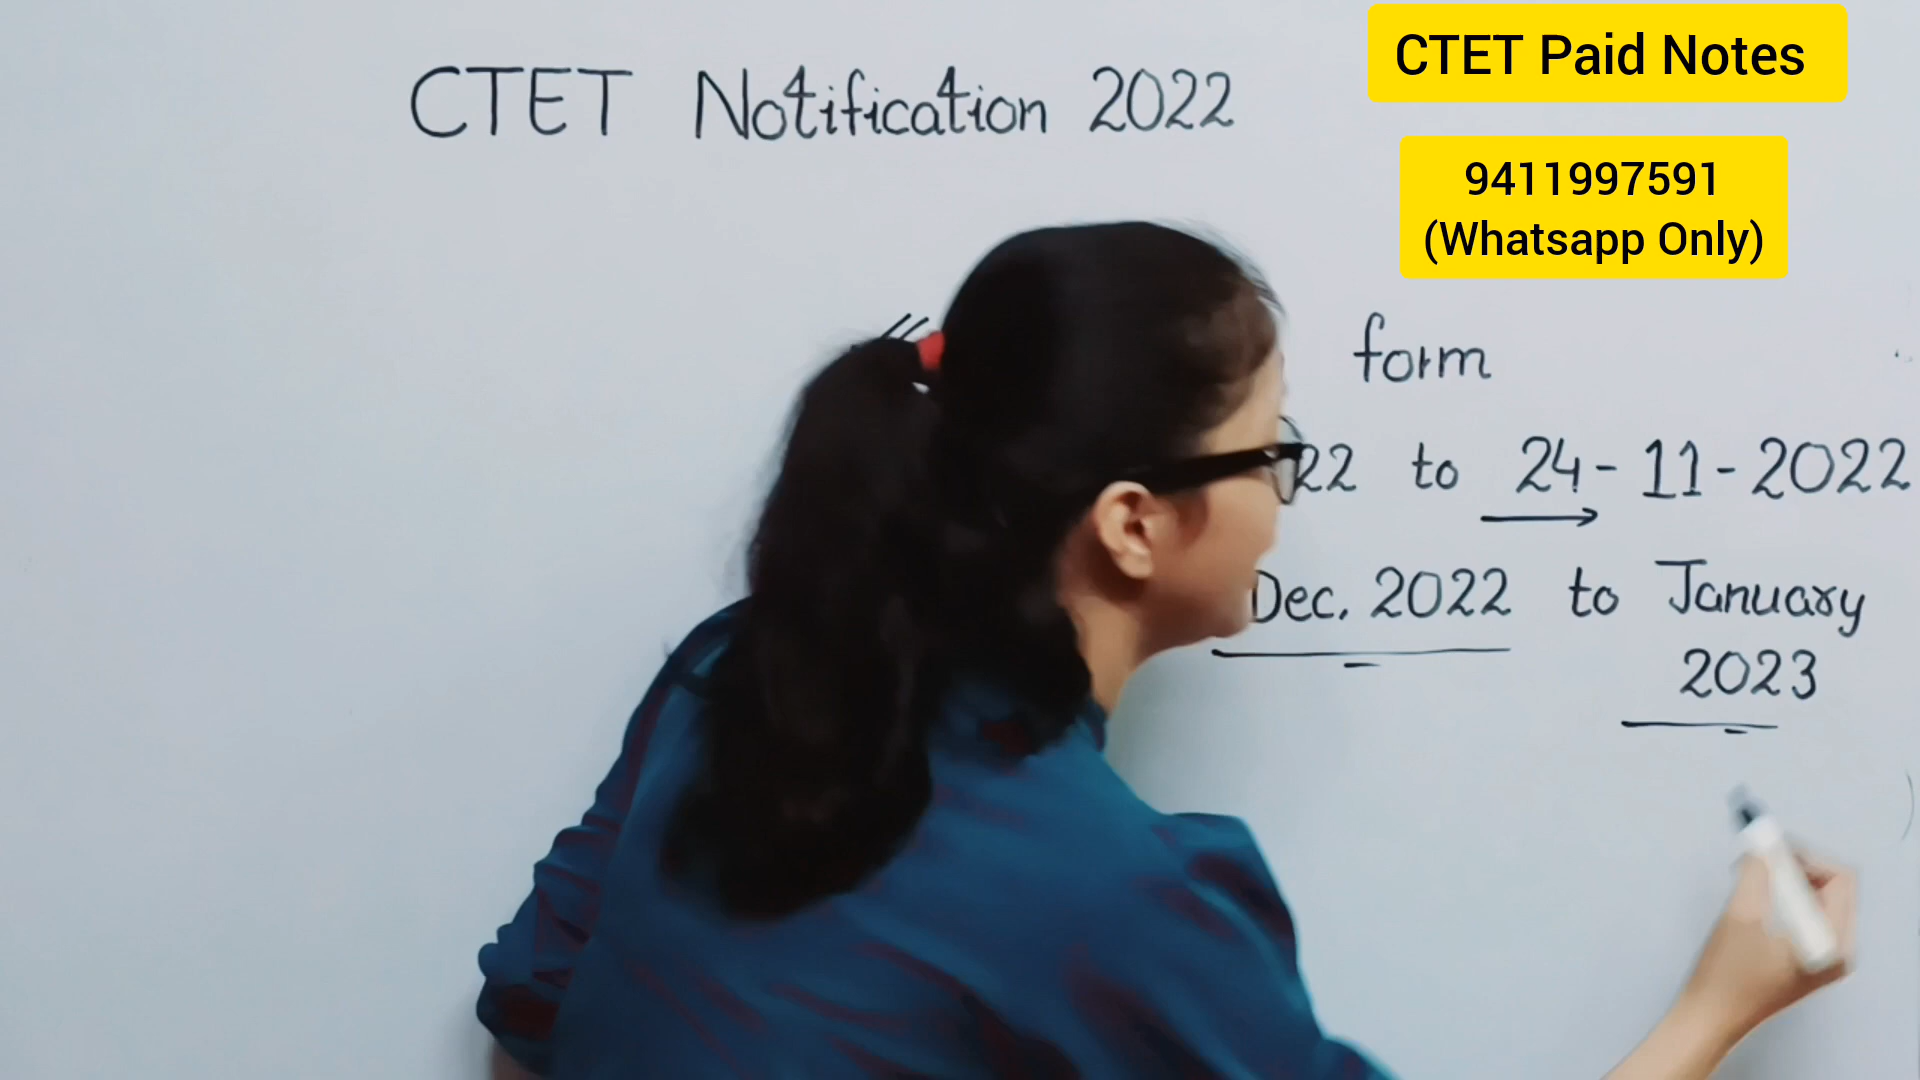 CTET Paid Notes
CTET Notification 2022
9411997591
(Whatsapp Only)
form
22 to 24-11-2022
Dec. 2022 to January
2023